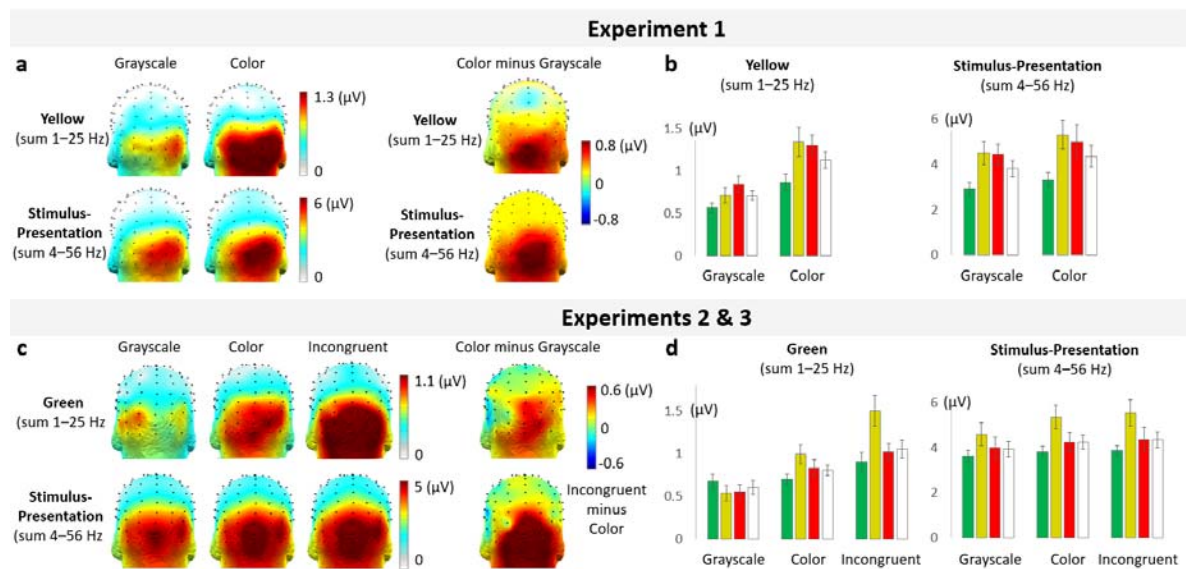 Experiment 1
a
Grayscale
Color
Color minus Grayscale
Yellow
(sum 1–25 Hz)
1.3 (µV)
0
Yellow
(sum 1–25 Hz)
0.8 (µV)
0
-0.8
Stimulus-
Presentation
(sum 4–56 Hz)
6 (µV)
0
Stimulus-
Presentation
(sum 4–56 Hz)
b
Yellow
(sum 1–25 Hz)
(µV)
1.5
1
0.5
0
Grayscale
Color
Stimulus-Presentation
(sum 4–56 Hz)
(µV)
6
4
2
0
Grayscale
Color
Experiments 2 & 3
c
Grayscale
Color
Incongruent
Color minus Grayscale
Green
(sum 1–25 Hz
1.1 (µV)
0
0.6 (µV)
0
-0.6
Stimulus-
Presentation
(sum 4–56 Hz
5 (µV)
0
Incongruent
minus
Color
d
Green
(sum 1–25 Hz)
(µV)
1.5
1
0.5
0
Grayscale
Color
Incongruent
Stimulus-Presentation
(sum 4–56 Hz)
(µV)
6
4
2
0
Grayscale
Color
Incongruent